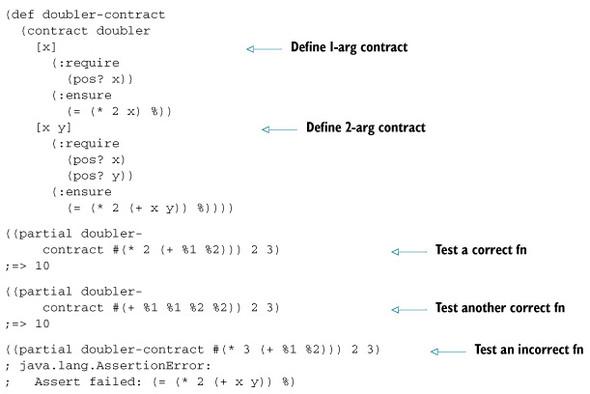 (def doubler-contract
(contract doubler
[x] Define 1-arg contract
(:require
(pos? x))
(:ensure
(= (* 2 x) %))
[x y] Define 2-arg contract
(:require
(pos? x)
(pos? y))
(:ensure
(= (* 2 (+ x y)) %))))
((partial doubler-
contract #(* 2 (+ %1 %2))) 2 3) Test a correct fn
;=> 10
((partial doubler-
contract #(+ %1 %1 %2 %2)) 2 3) Test another correct fn
;=> 10
((partial doubler-contract #(* 3 (+ %1 %2))) 2 3) Test an incorrect fn
; java.lang.AssertionError:
; Assert failed: (= (* 2 (+ x y)) %)